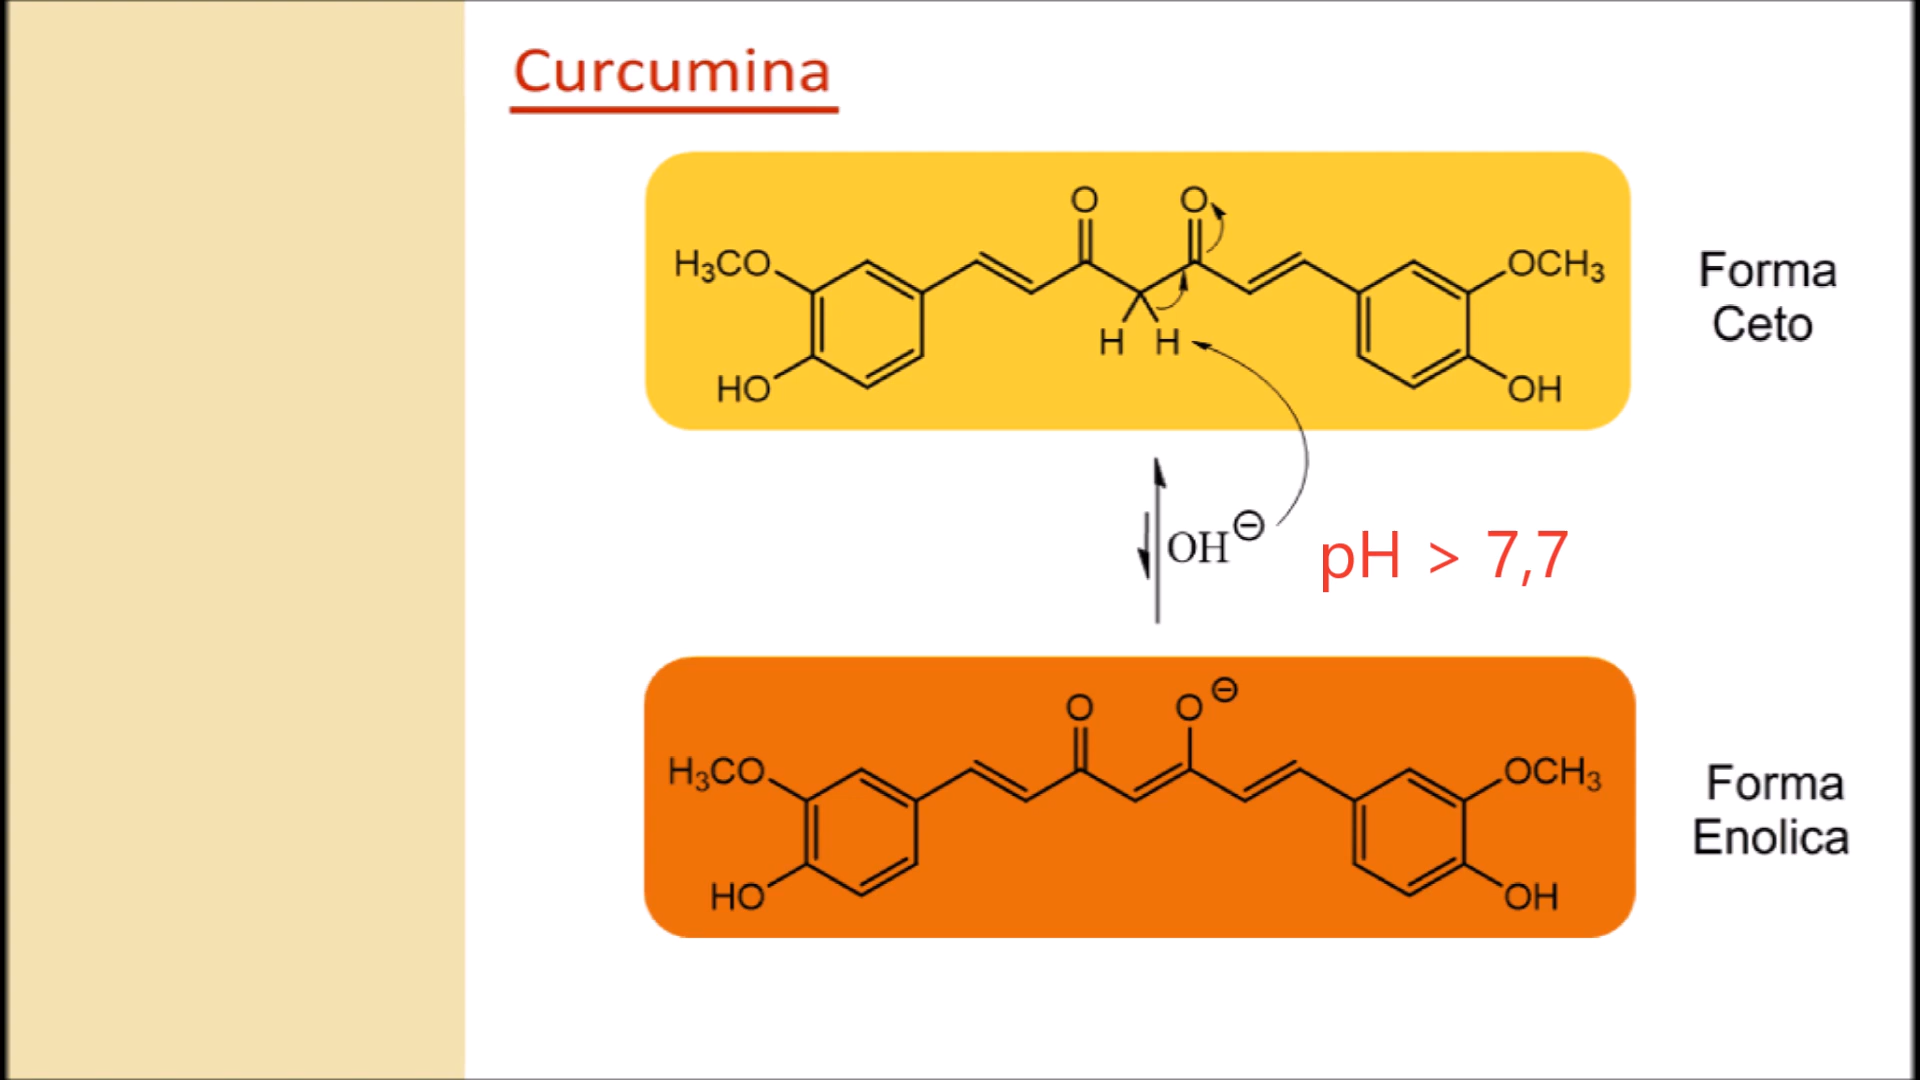 Curcumina
O O
H₃CO OCH₃
H H
HO OH
Forma
Ceto
OH⊖ pH > 7,7
O O⊖
H₃CO OCH₃
HO OH
Forma
Enolica